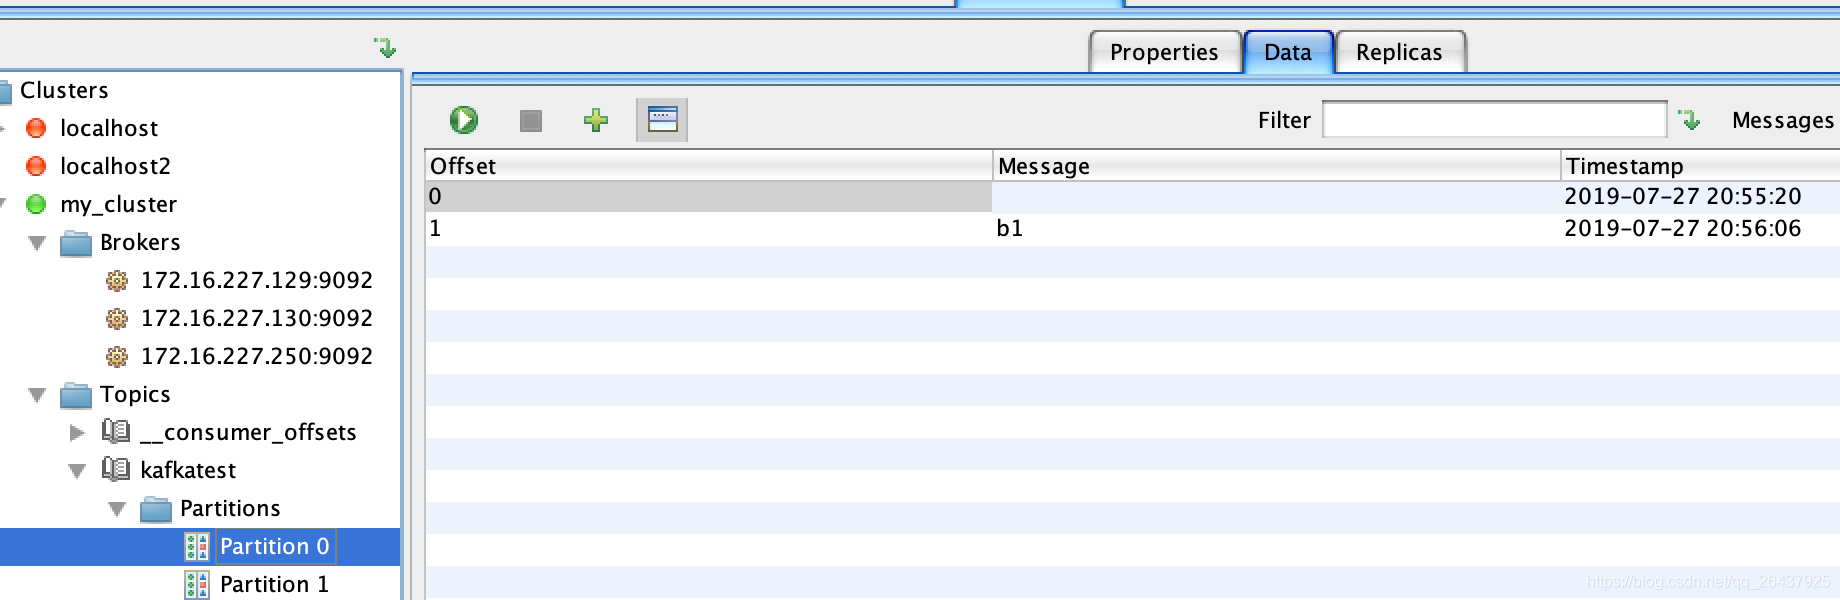 Properties Data Replicas
Clusters
localhost
localhost2
my_cluster
Brokers
172.16.227.129:9092
172.16.227.130:9092
172.16.227.250:9092
Topics
__consumer_offsets
kafkatest
Partitions
Partition 0
Partition 1
Filter Messages
Offset Message Timestamp
0 2019-07-27 20:55:20
1 b1 2019-07-27 20:56:06
https://blog.csdn.net/qq_26437925